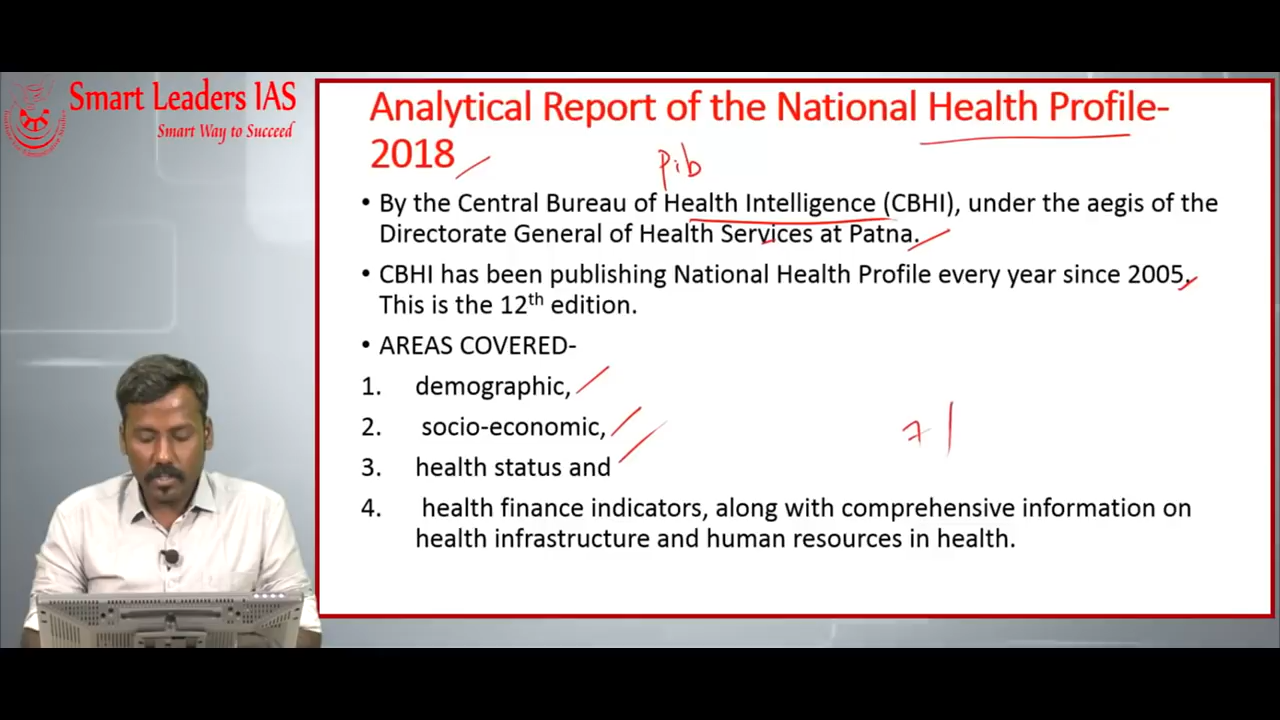 Smart Leaders IAS
Smart Way to Succeed
Analytical Report of the National Health Profile-
2018
pib
• By the Central Bureau of Health Intelligence (CBHI), under the aegis of the
Directorate General of Health Services at Patna.
• CBHI has been publishing National Health Profile every year since 2005.
This is the 12th edition.
• AREAS COVERED-
1. demographic,
2. socio-economic,
3. health status and
7
4. health finance indicators, along with comprehensive information on
health infrastructure and human resources in health.